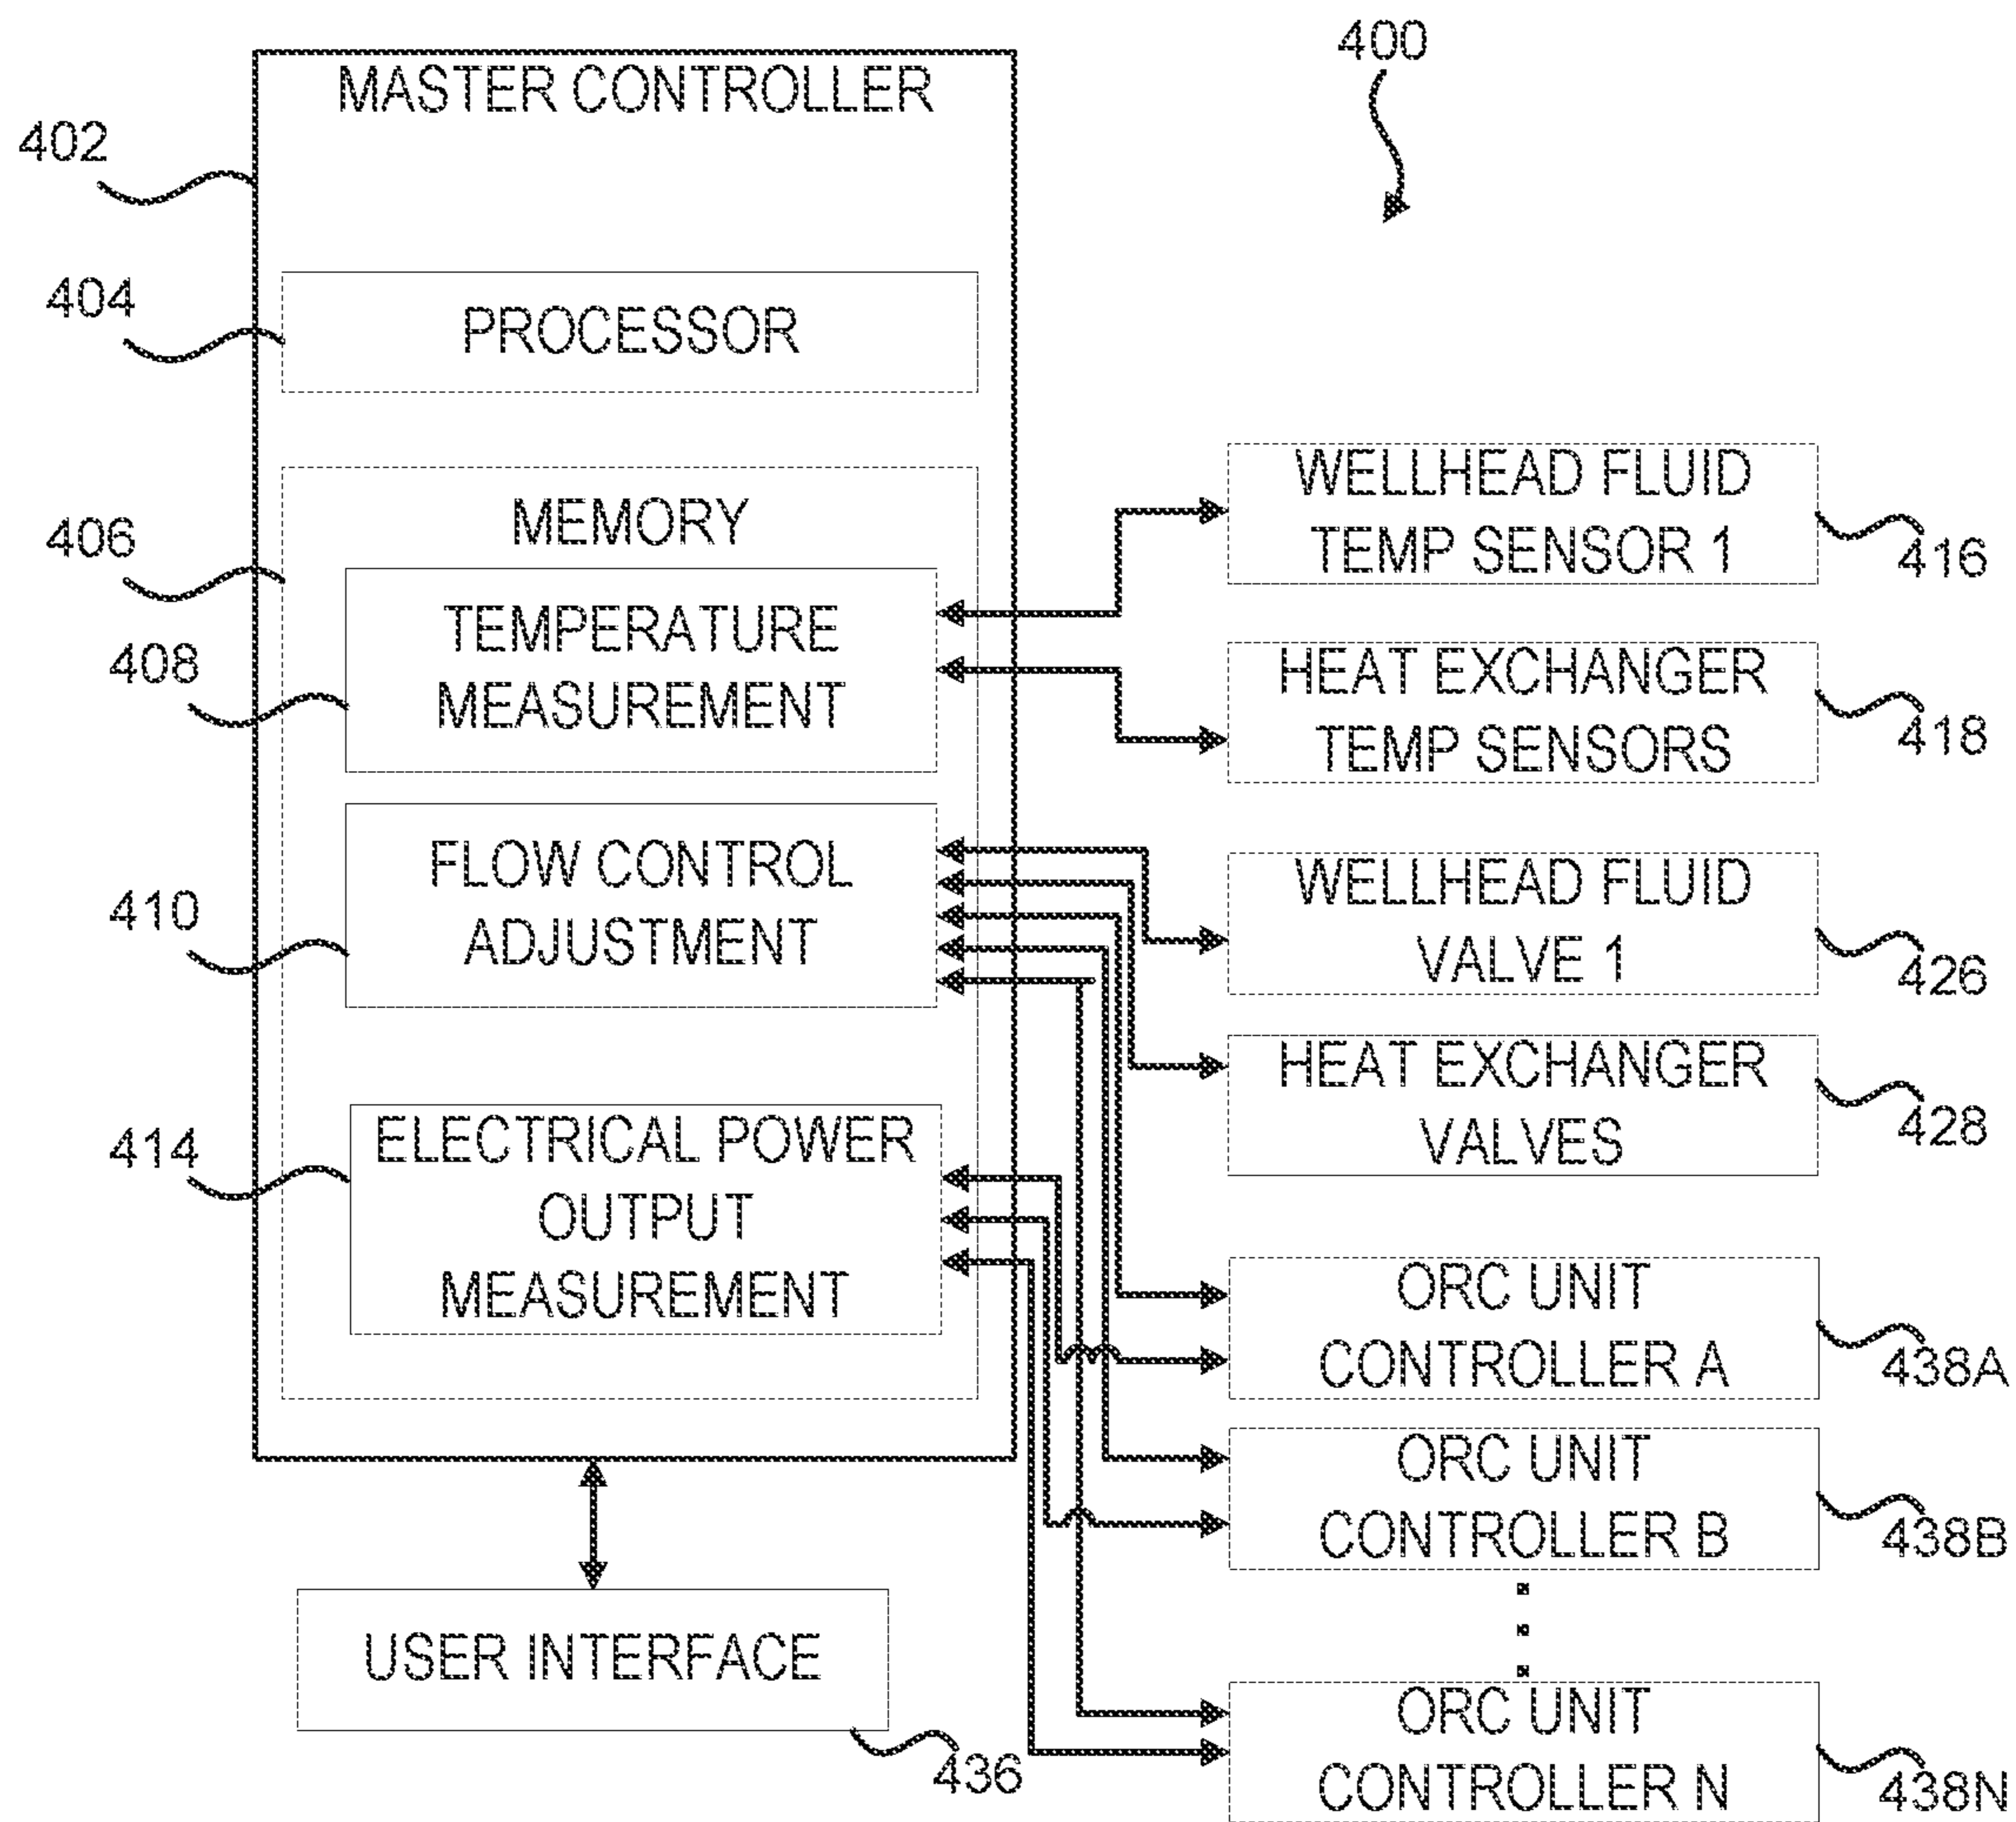 400
MASTER CONTROLLER
402
404
PROCESSOR
406
MEMORY
408
TEMPERATURE
MEASUREMENT
410
FLOW CONTROL
ADJUSTMENT
414
ELECTRICAL POWER
OUTPUT
MEASUREMENT
WELLHEAD FLUID
TEMP SENSOR 1
416
HEAT EXCHANGER
TEMP SENSORS
418
WELLHEAD FLUID
VALVE 1
426
HEAT EXCHANGER
VALVES
428
ORC UNIT
CONTROLLER A
438A
ORC UNIT
CONTROLLER B
438B
ORC UNIT
CONTROLLER N
438N
USER INTERFACE
436